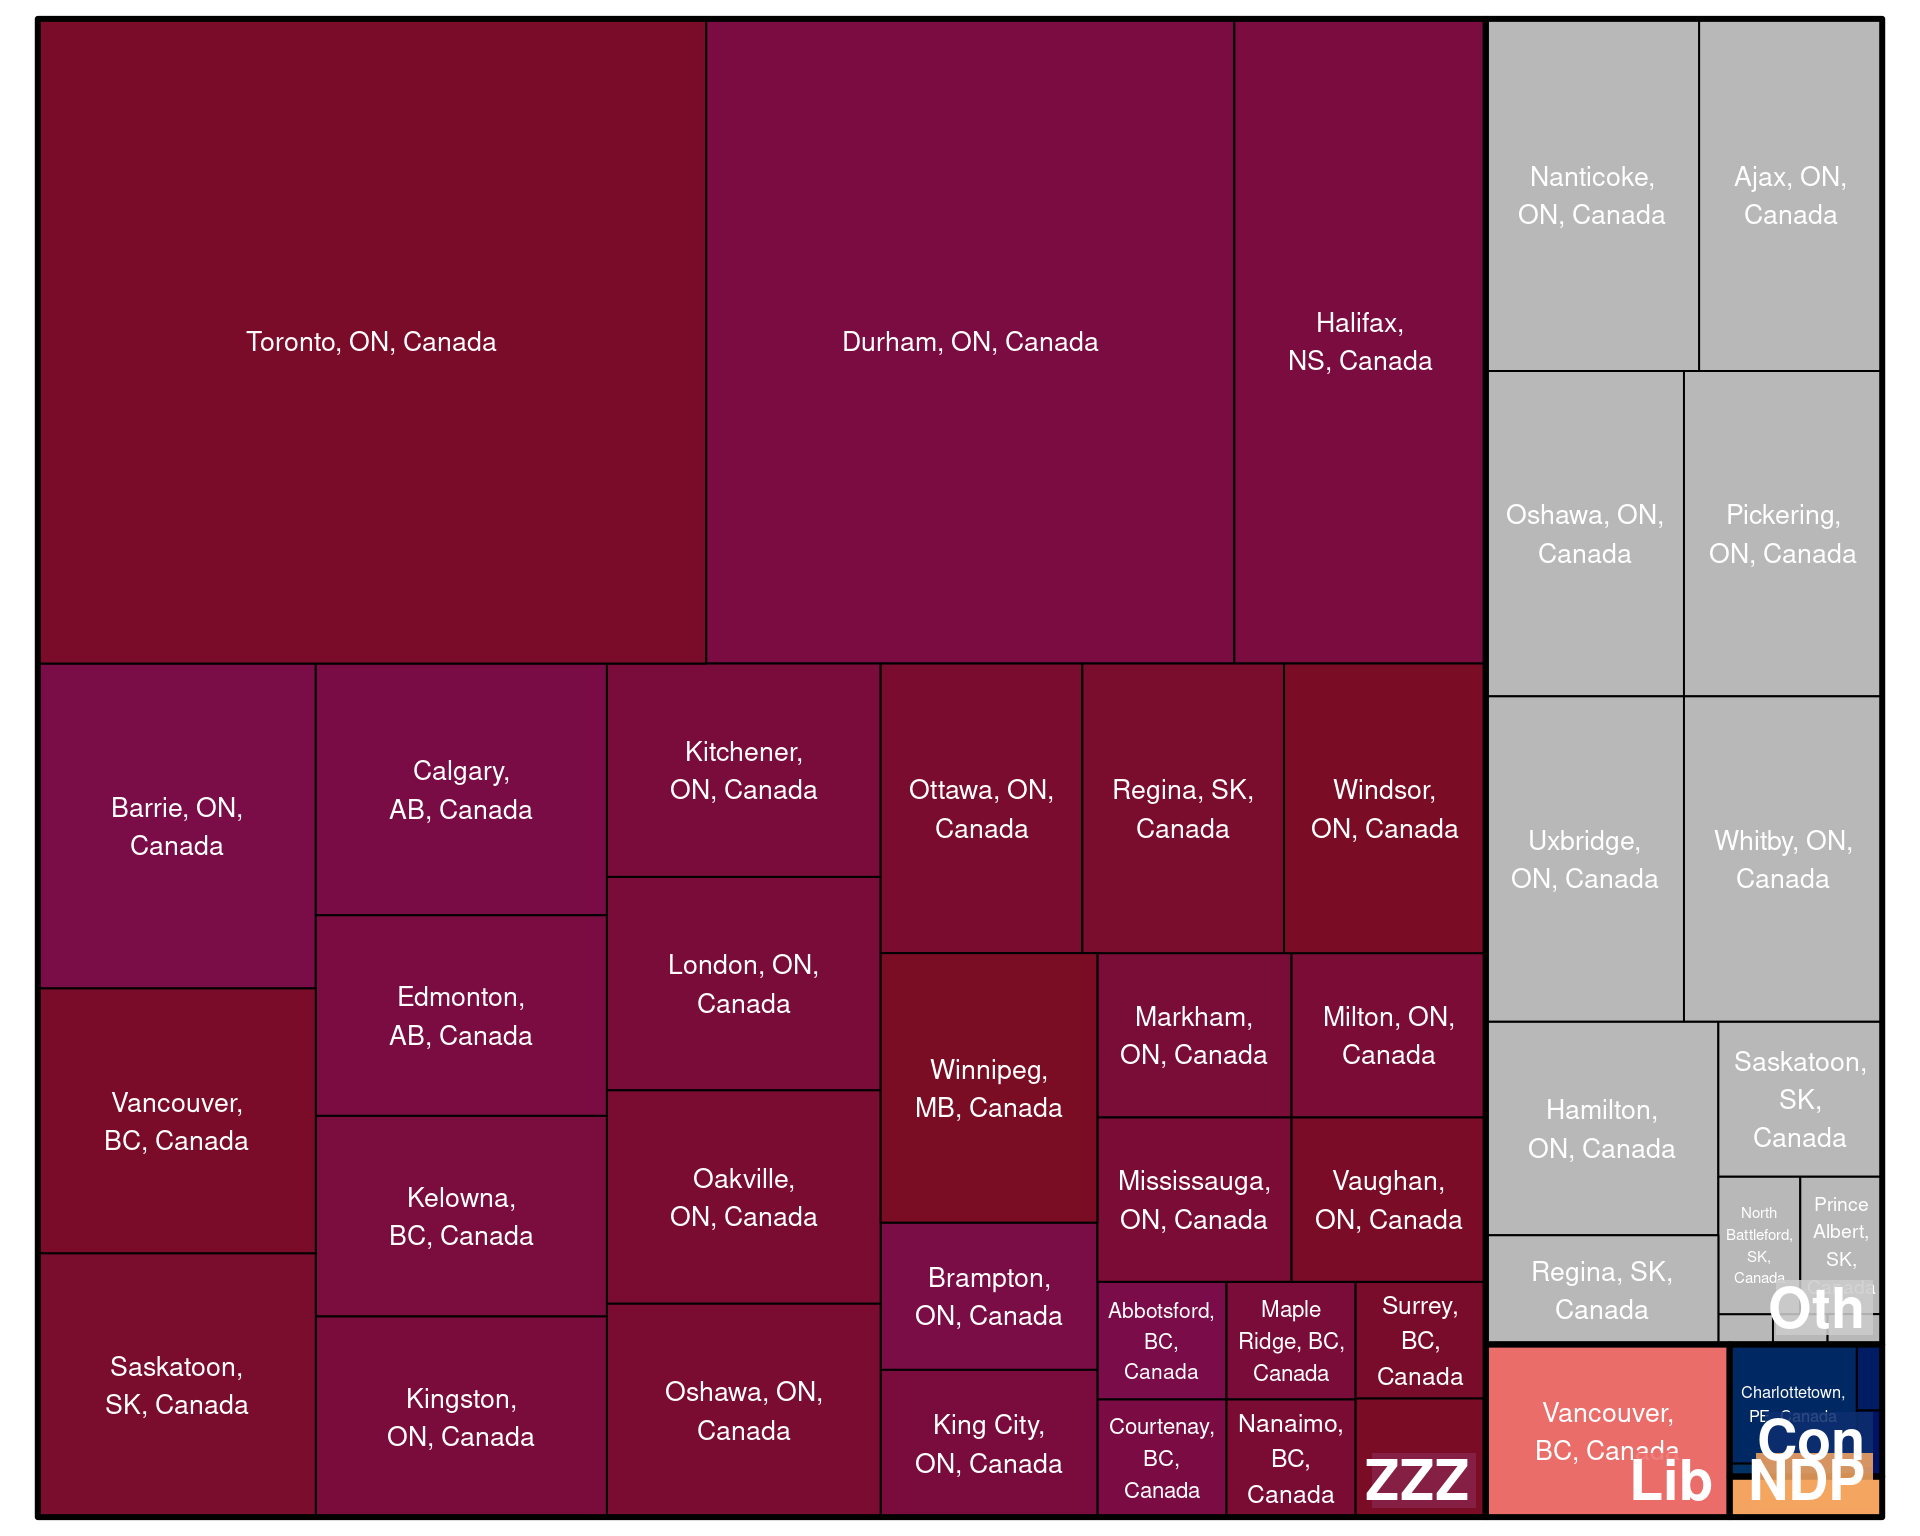 Toronto, ON, Canada
Durham, ON, Canada
Halifax,
NS, Canada
Barrie, ON,
Canada
Vancouver,
BC, Canada
Saskatoon,
SK, Canada
Calgary,
AB, Canada
Edmonton,
AB, Canada
Kelowna,
BC, Canada
Kingston,
ON, Canada
Kitchener,
ON, Canada
London, ON,
Canada
Oakville,
ON, Canada
Oshawa, ON,
Canada
Ottawa, ON,
Canada
Regina, SK,
Canada
Windsor,
ON, Canada
Winnipeg,
MB, Canada
Brampton,
ON, Canada
King City,
ON, Canada
Markham,
ON, Canada
Milton, ON,
Canada
Mississauga,
ON, Canada
Vaughan,
ON, Canada
Abbotsford,
BC,
Canada
Maple
Ridge, BC,
Canada
Surrey,
BC,
Canada
Courtenay,
BC,
Canada
Nanaimo,
BC,
Canada
ZZZ
Nanticoke,
ON, Canada
Ajax, ON,
Canada
Oshawa, ON,
Canada
Pickering,
ON, Canada
Uxbridge,
ON, Canada
Whitby, ON,
Canada
Hamilton,
ON, Canada
Regina, SK,
Canada
Saskatoon,
SK,
Canada
North
Battleford,
SK,
Canada
Prince
Albert,
SK,
Canada
Oth
Vancouver,
BC, Canada
Lib
Charlottetown,
PE, Canada
Con
NDP